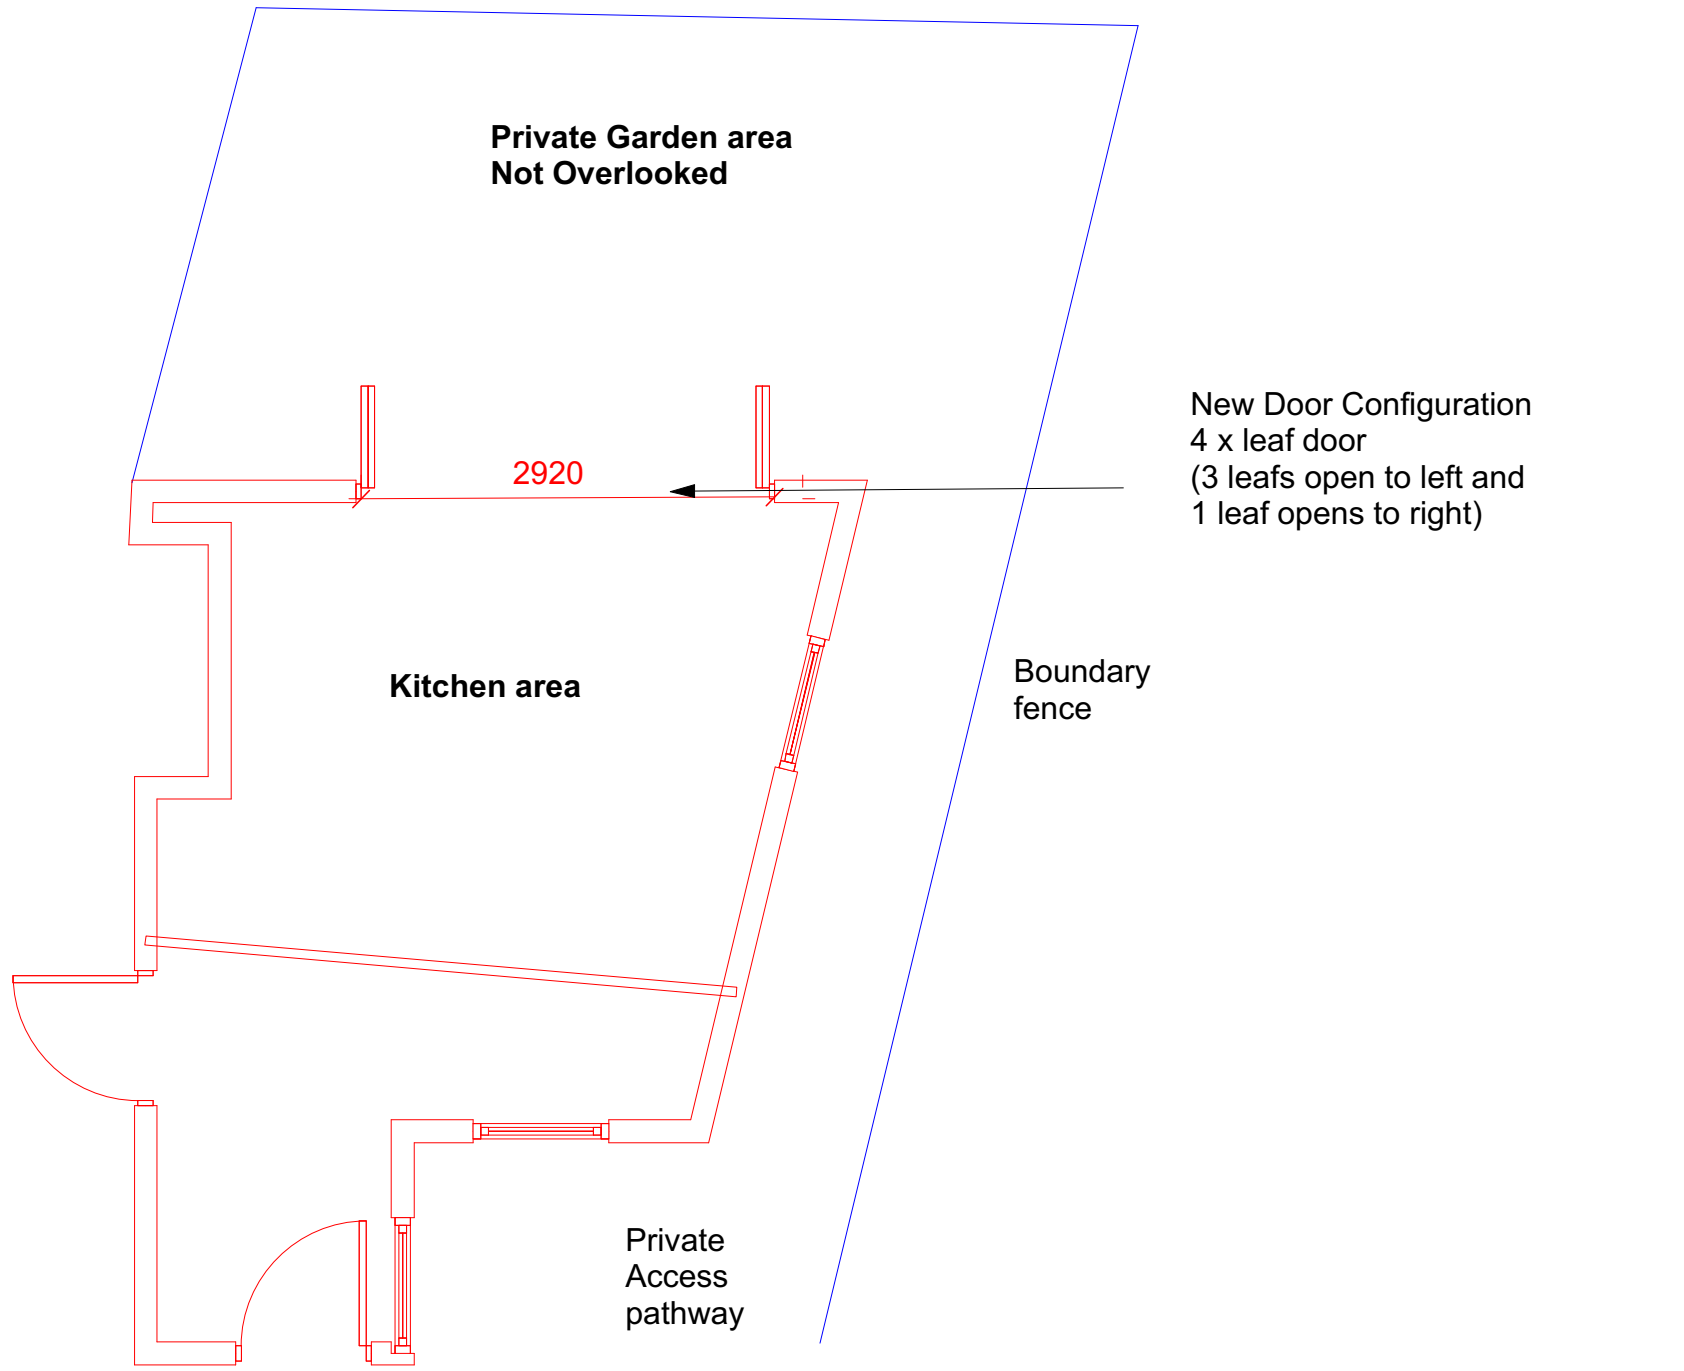 Private Garden area
Not Overlooked
New Door Configuration
4 x leaf door
(3 leafs open to left and
1 leaf opens to right)
2920
Boundary
fence
Kitchen area
Private
Access
pathway